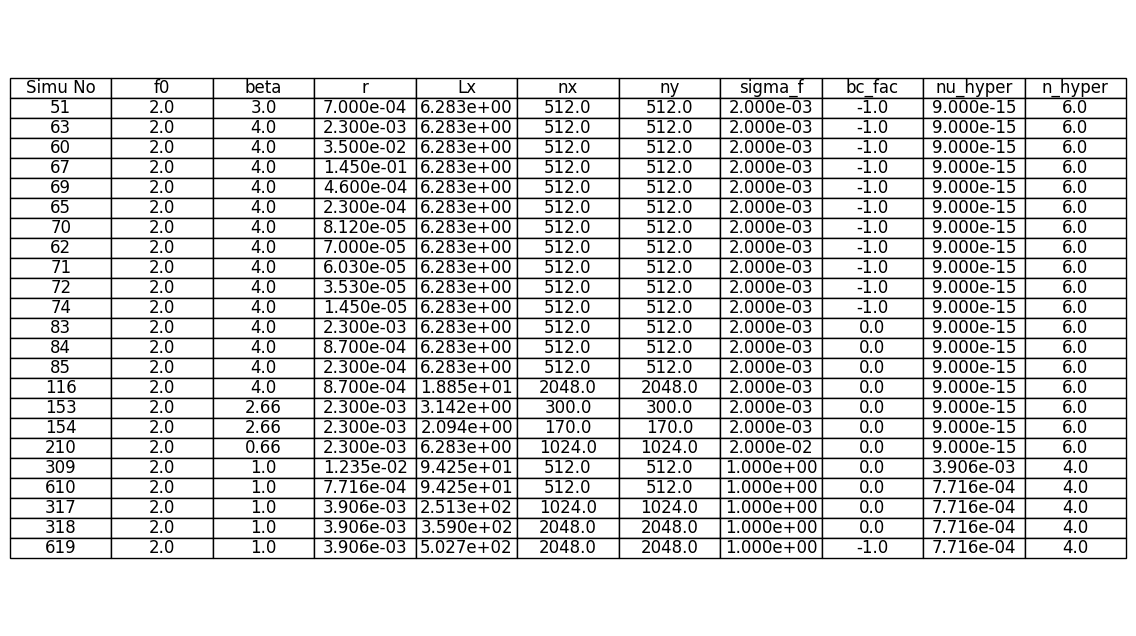 Simu No f0 beta r Lx nx ny sigma_f bc_fac nu_hyper n_hyper
51 2.0 3.0 7.000e-04 6.283e+00 512.0 512.0 2.000e-03 -1.0 9.000e-15 6.0
63 2.0 4.0 2.300e-03 6.283e+00 512.0 512.0 2.000e-03 -1.0 9.000e-15 6.0
60 2.0 4.0 3.500e-02 6.283e+00 512.0 512.0 2.000e-03 -1.0 9.000e-15 6.0
67 2.0 4.0 1.450e-01 6.283e+00 512.0 512.0 2.000e-03 -1.0 9.000e-15 6.0
69 2.0 4.0 4.600e-04 6.283e+00 512.0 512.0 2.000e-03 -1.0 9.000e-15 6.0
65 2.0 4.0 2.300e-04 6.283e+00 512.0 512.0 2.000e-03 -1.0 9.000e-15 6.0
70 2.0 4.0 8.120e-05 6.283e+00 512.0 512.0 2.000e-03 -1.0 9.000e-15 6.0
62 2.0 4.0 7.000e-05 6.283e+00 512.0 512.0 2.000e-03 -1.0 9.000e-15 6.0
71 2.0 4.0 6.030e-05 6.283e+00 512.0 512.0 2.000e-03 -1.0 9.000e-15 6.0
72 2.0 4.0 3.530e-05 6.283e+00 512.0 512.0 2.000e-03 -1.0 9.000e-15 6.0
74 2.0 4.0 1.450e-05 6.283e+00 512.0 512.0 2.000e-03 -1.0 9.000e-15 6.0
83 2.0 4.0 2.300e-03 6.283e+00 512.0 512.0 2.000e-03 0.0 9.000e-15 6.0
84 2.0 4.0 8.700e-04 6.283e+00 512.0 512.0 2.000e-03 0.0 9.000e-15 6.0
85 2.0 4.0 2.300e-04 6.283e+00 512.0 512.0 2.000e-03 0.0 9.000e-15 6.0
116 2.0 4.0 8.700e-04 1.885e+01 2048.0 2048.0 2.000e-03 0.0 9.000e-15 6.0
153 2.0 2.66 2.300e-03 3.142e+00 300.0 300.0 2.000e-03 0.0 9.000e-15 6.0
154 2.0 2.66 2.300e-03 2.094e+00 170.0 170.0 2.000e-03 0.0 9.000e-15 6.0
210 2.0 0.66 2.300e-03 6.283e+00 1024.0 1024.0 2.000e-02 0.0 9.000e-15 6.0
309 2.0 1.0 1.235e-02 9.425e+01 512.0 512.0 1.000e+00 0.0 3.906e-03 4.0
610 2.0 1.0 7.716e-04 9.425e+01 512.0 512.0 1.000e+00 0.0 7.716e-04 4.0
317 2.0 1.0 3.906e-03 2.513e+02 1024.0 1024.0 1.000e+00 0.0 7.716e-04 4.0
318 2.0 1.0 3.906e-03 3.590e+02 2048.0 2048.0 1.000e+00 0.0 7.716e-04 4.0
619 2.0 1.0 3.906e-03 5.027e+02 2048.0 2048.0 1.000e+00 -1.0 7.716e-04 4.0